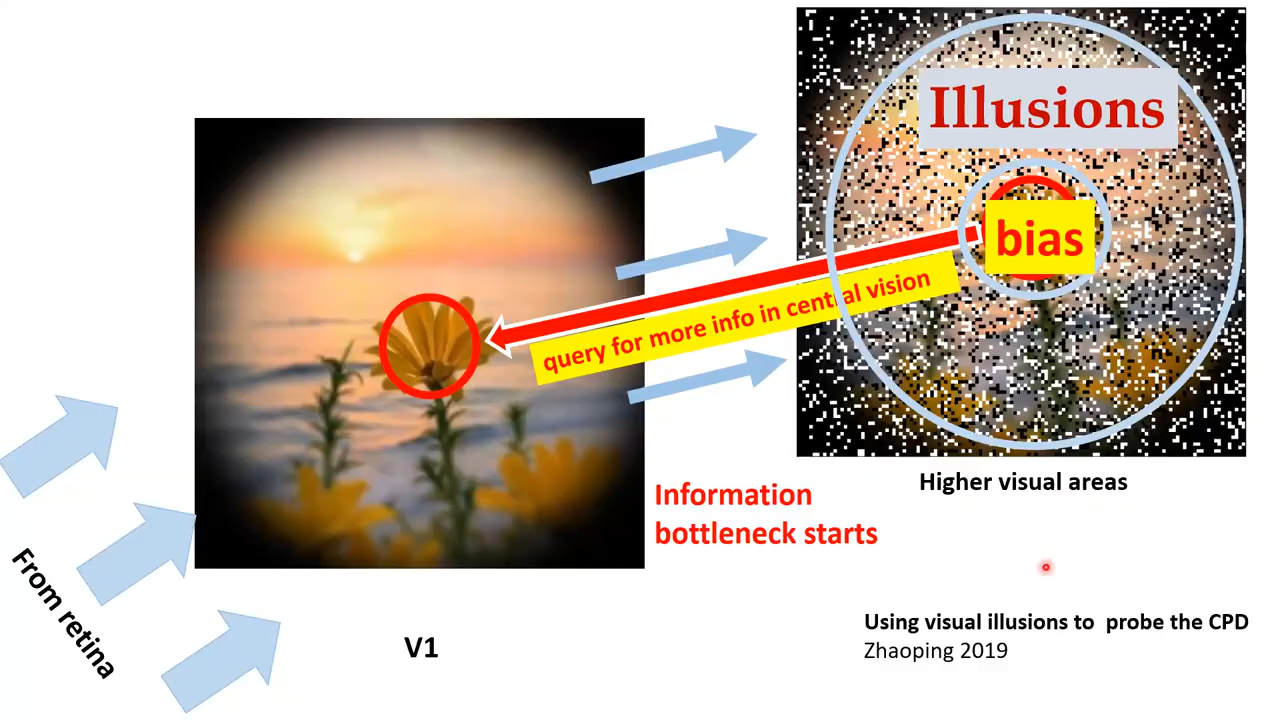 Illusions
bias
query for more info in central vision
Higher visual areas
Information
bottleneck starts
From retina
V1
Using visual illusions to  probe the CPD
Zhaoping 2019